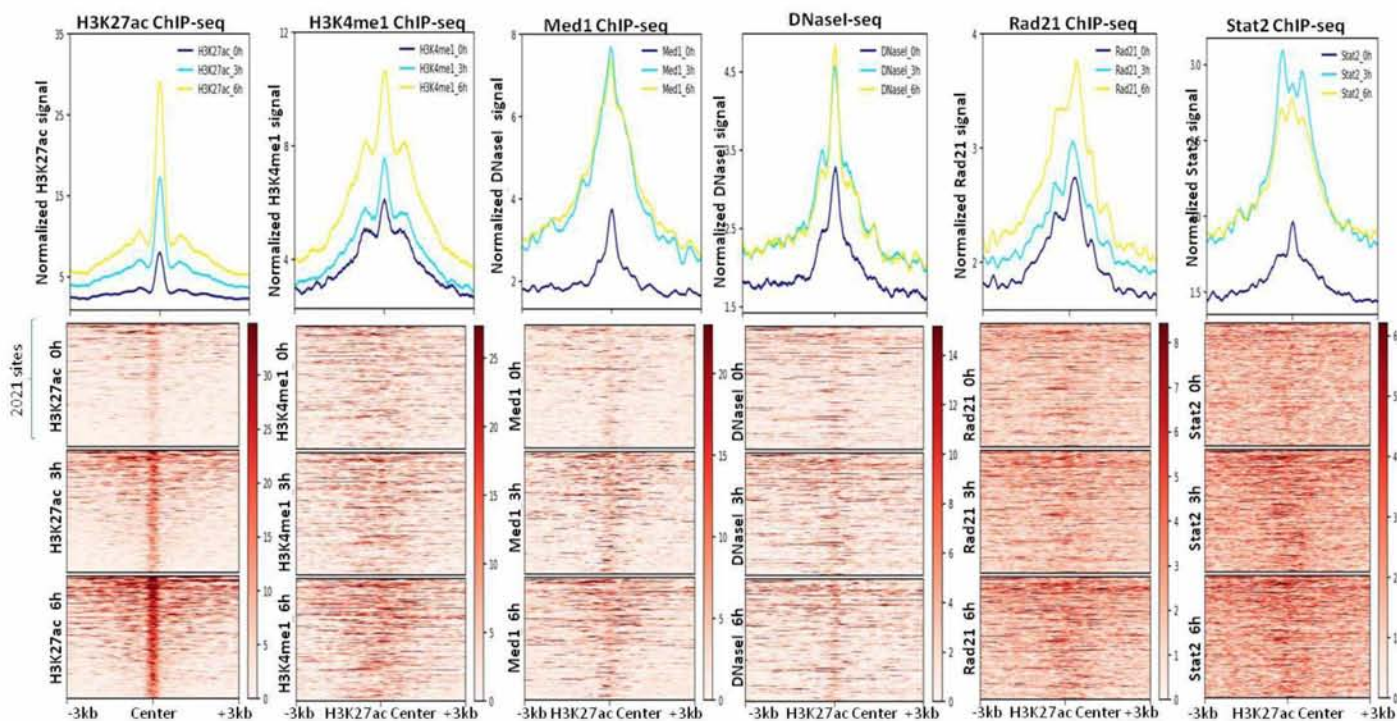 H3K27ac ChIP-seq
H3K4me1 ChIP-seq
Med1 ChIP-seq
DNaseI-seq
Rad21 ChIP-seq
Stat2 ChIP-seq
Normalized H3K27ac signal
35
25
15
5
H3K27ac_0h
H3K27ac_3h
H3K27ac_6h
Normalized H3K4me1 signal
12
8
4
H3K4me1_0h
H3K4me1_3h
H3K4me1_6h
Normalized DNaseI signal
8
6
4
2
Med1_0h
Med1_3h
Med1_6h
Normalized DNaseI signal
4.5
3.5
2.5
1.5
DNaseI_0h
DNaseI_3h
DNaseI_6h
Normalized Rad21 signal
4
3
2
Rad21_0h
Rad21_3h
Rad21_6h
Normalized Stat2 signal
3.0
1.5
Stat2_0h
Stat2_3h
Stat2_6h
2021 sites
H3K27ac 0h
H3K27ac 3h
H3K27ac 6h
30
25
20
15
10
5
0
H3K4me1 0h
H3K4me1 3h
H3K4me1 6h
25
20
15
10
5
0
Med1 0h
Med1 3h
Med1 6h
20
15
10
5
0
DNaseI 0h
DNaseI 3h
DNaseI 6h
14
12
10
8
6
4
2
0
Rad21 0h
Rad21 3h
Rad21 6h
8
7
6
5
4
3
2
1
0
Stat2 0h
Stat2 3h
Stat2 6h
6
5
4
3
2
1
0
-3kb Center +3kb
-3kb H3K27ac Center +3kb
-3kb H3K27ac Center +3kb
-3kb H3K27ac Center +3kb
-3kb H3K27ac Center +3kb
-3kb H3K27ac Center +3kb